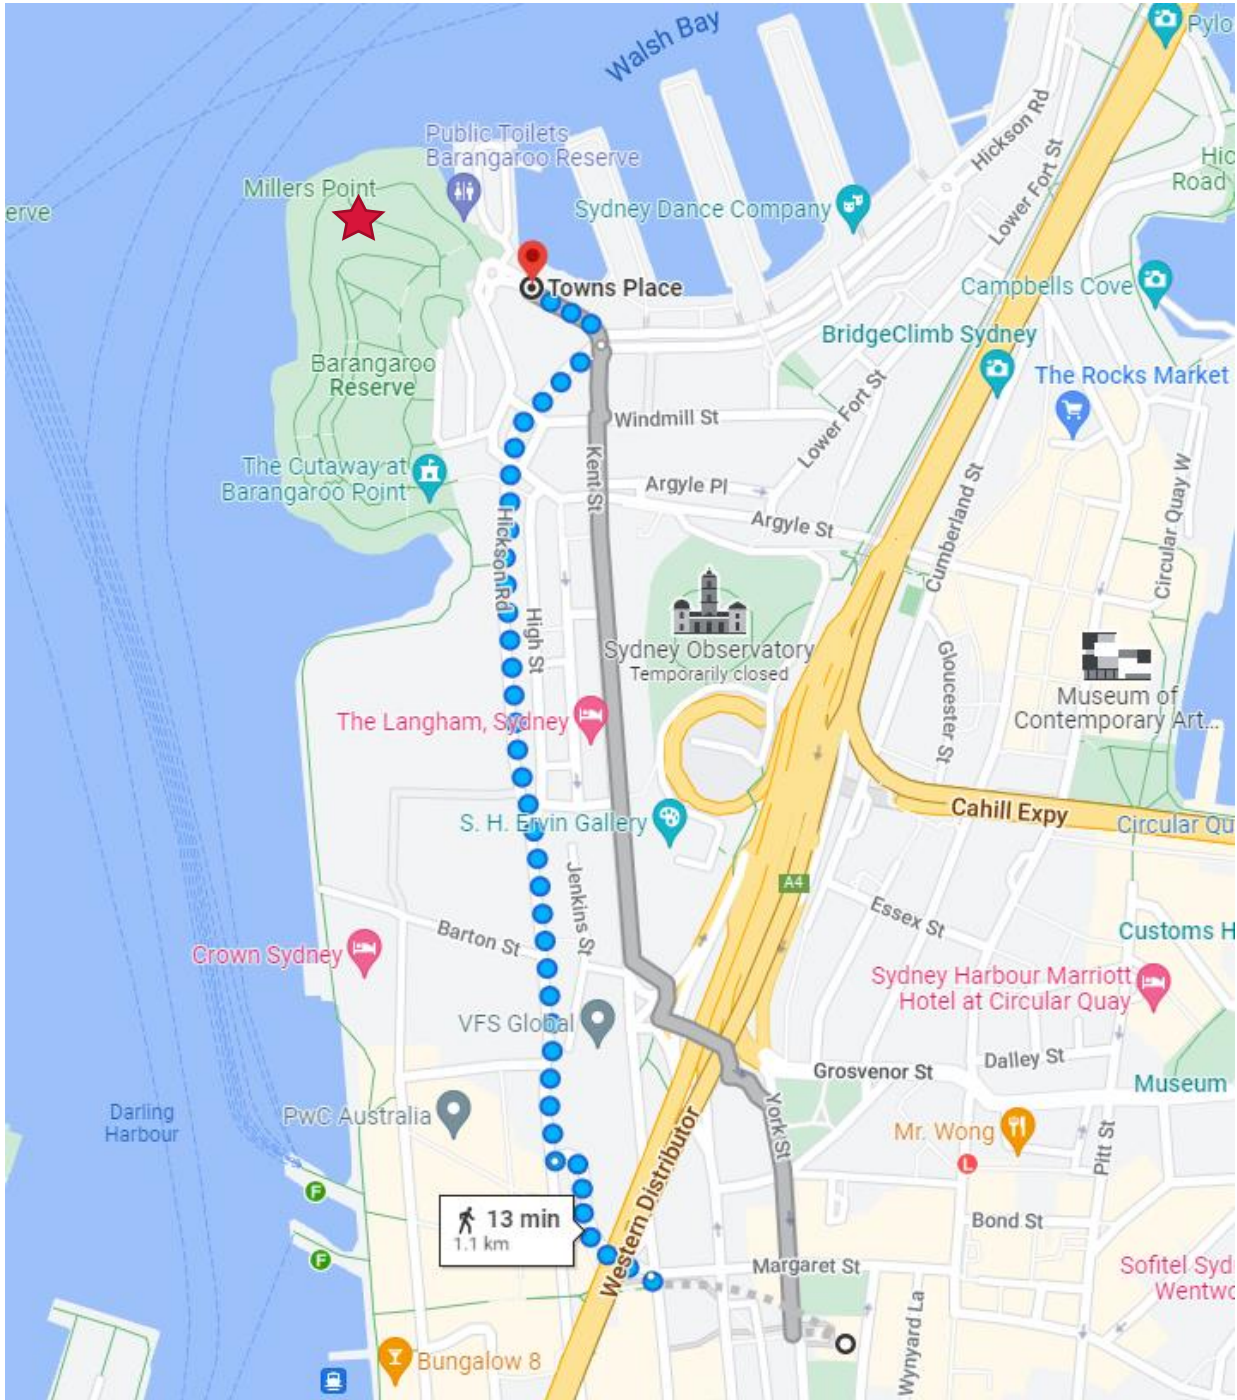 Walsh Bay
Pylo
Public Toilets
Barangaroo Reserve
Hickson Rd
Lower Fort St
Hic
Road
Millers Point
erve
Sydney Dance Company
Towns Place
Campbells Cove
BridgeClimb Sydney
Barangaroo
Reserve
The Rocks Market
Windmill St
Lower Fort St
Kent St
The Cutaway at
Barangaroo Point
Argyle Pl
Argyle St
Cumberland St
Circular Quay W
Hickson Rd
High St
Sydney Observatory
Temporarily closed
Gloucester St
Museum of
Contemporary Art...
The Langham, Sydney
S. H. Ervin Gallery
Cahill Expy
Circular Qu
A4
Jenkins St
Essex St
Barton St
Crown Sydney
Customs H
Sydney Harbour Marriott
Hotel at Circular Quay
VFS Global
Dalley St
Grosvenor St
Museum
Darling
Harbour
PwC Australia
York St
Mr. Wong
Pitt St
L
F
13 min
1.1 km
Western Distributor
Bond St
F
Margaret St
Sofitel Syd
Wentwo
Wynyard La
Bungalow 8